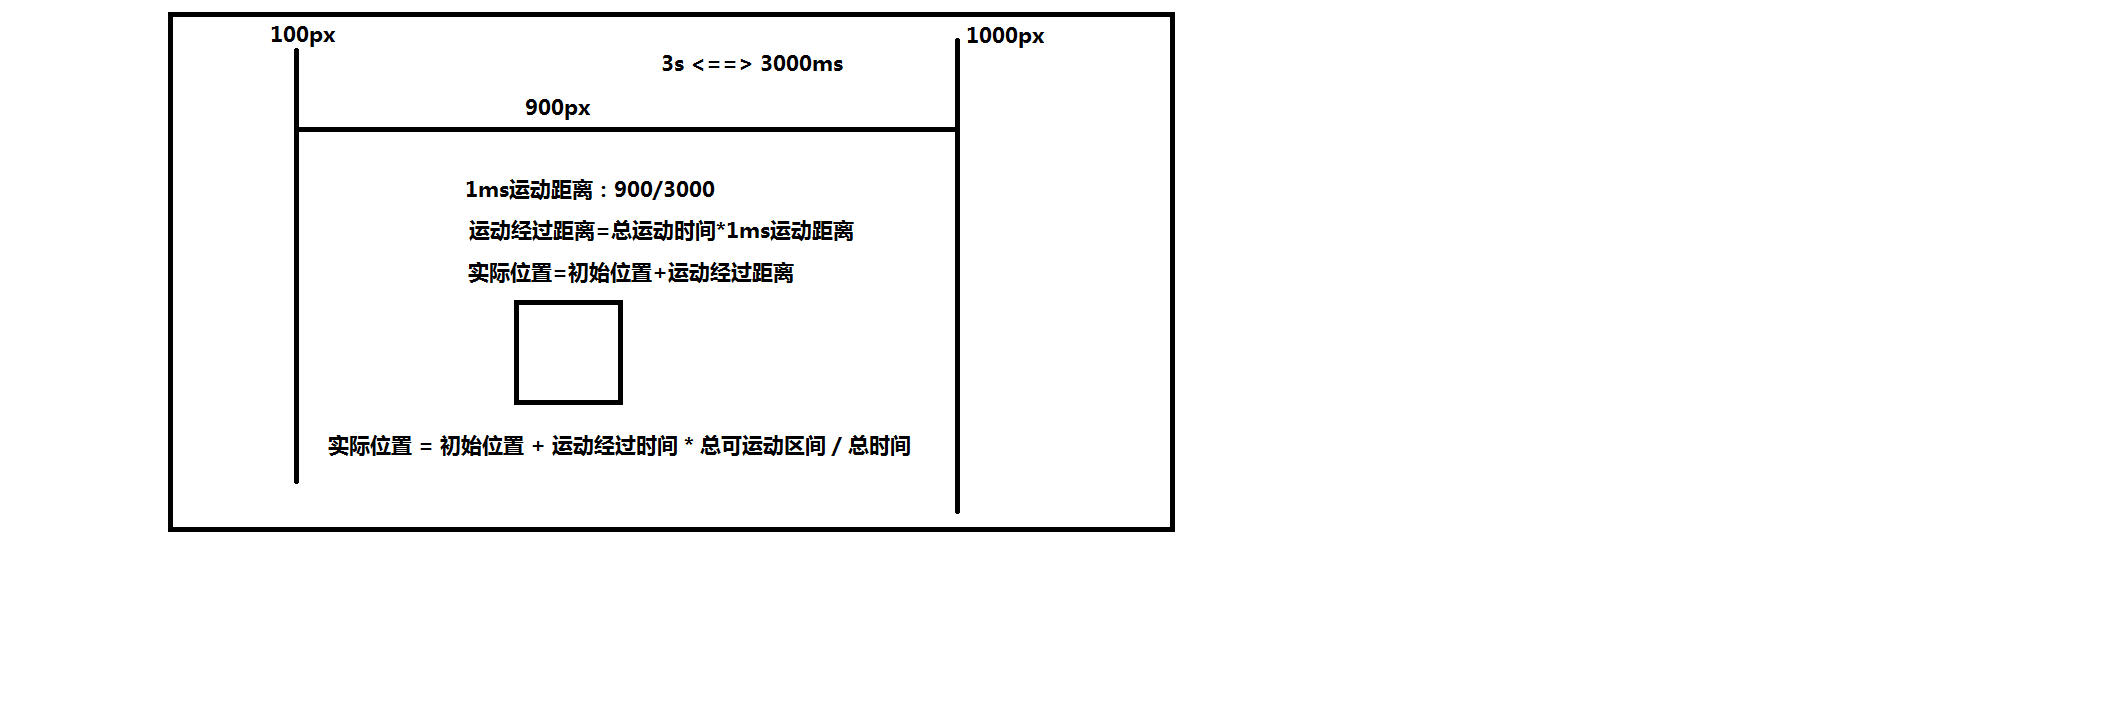 100px
1000px
3s <==> 3000ms
900px
1ms运动距离：900/3000
运动经过距离=总运动时间*1ms运动距离
实际位置=初始位置+运动经过距离
实际位置 = 初始位置 + 运动经过时间 * 总可运动区间 / 总时间